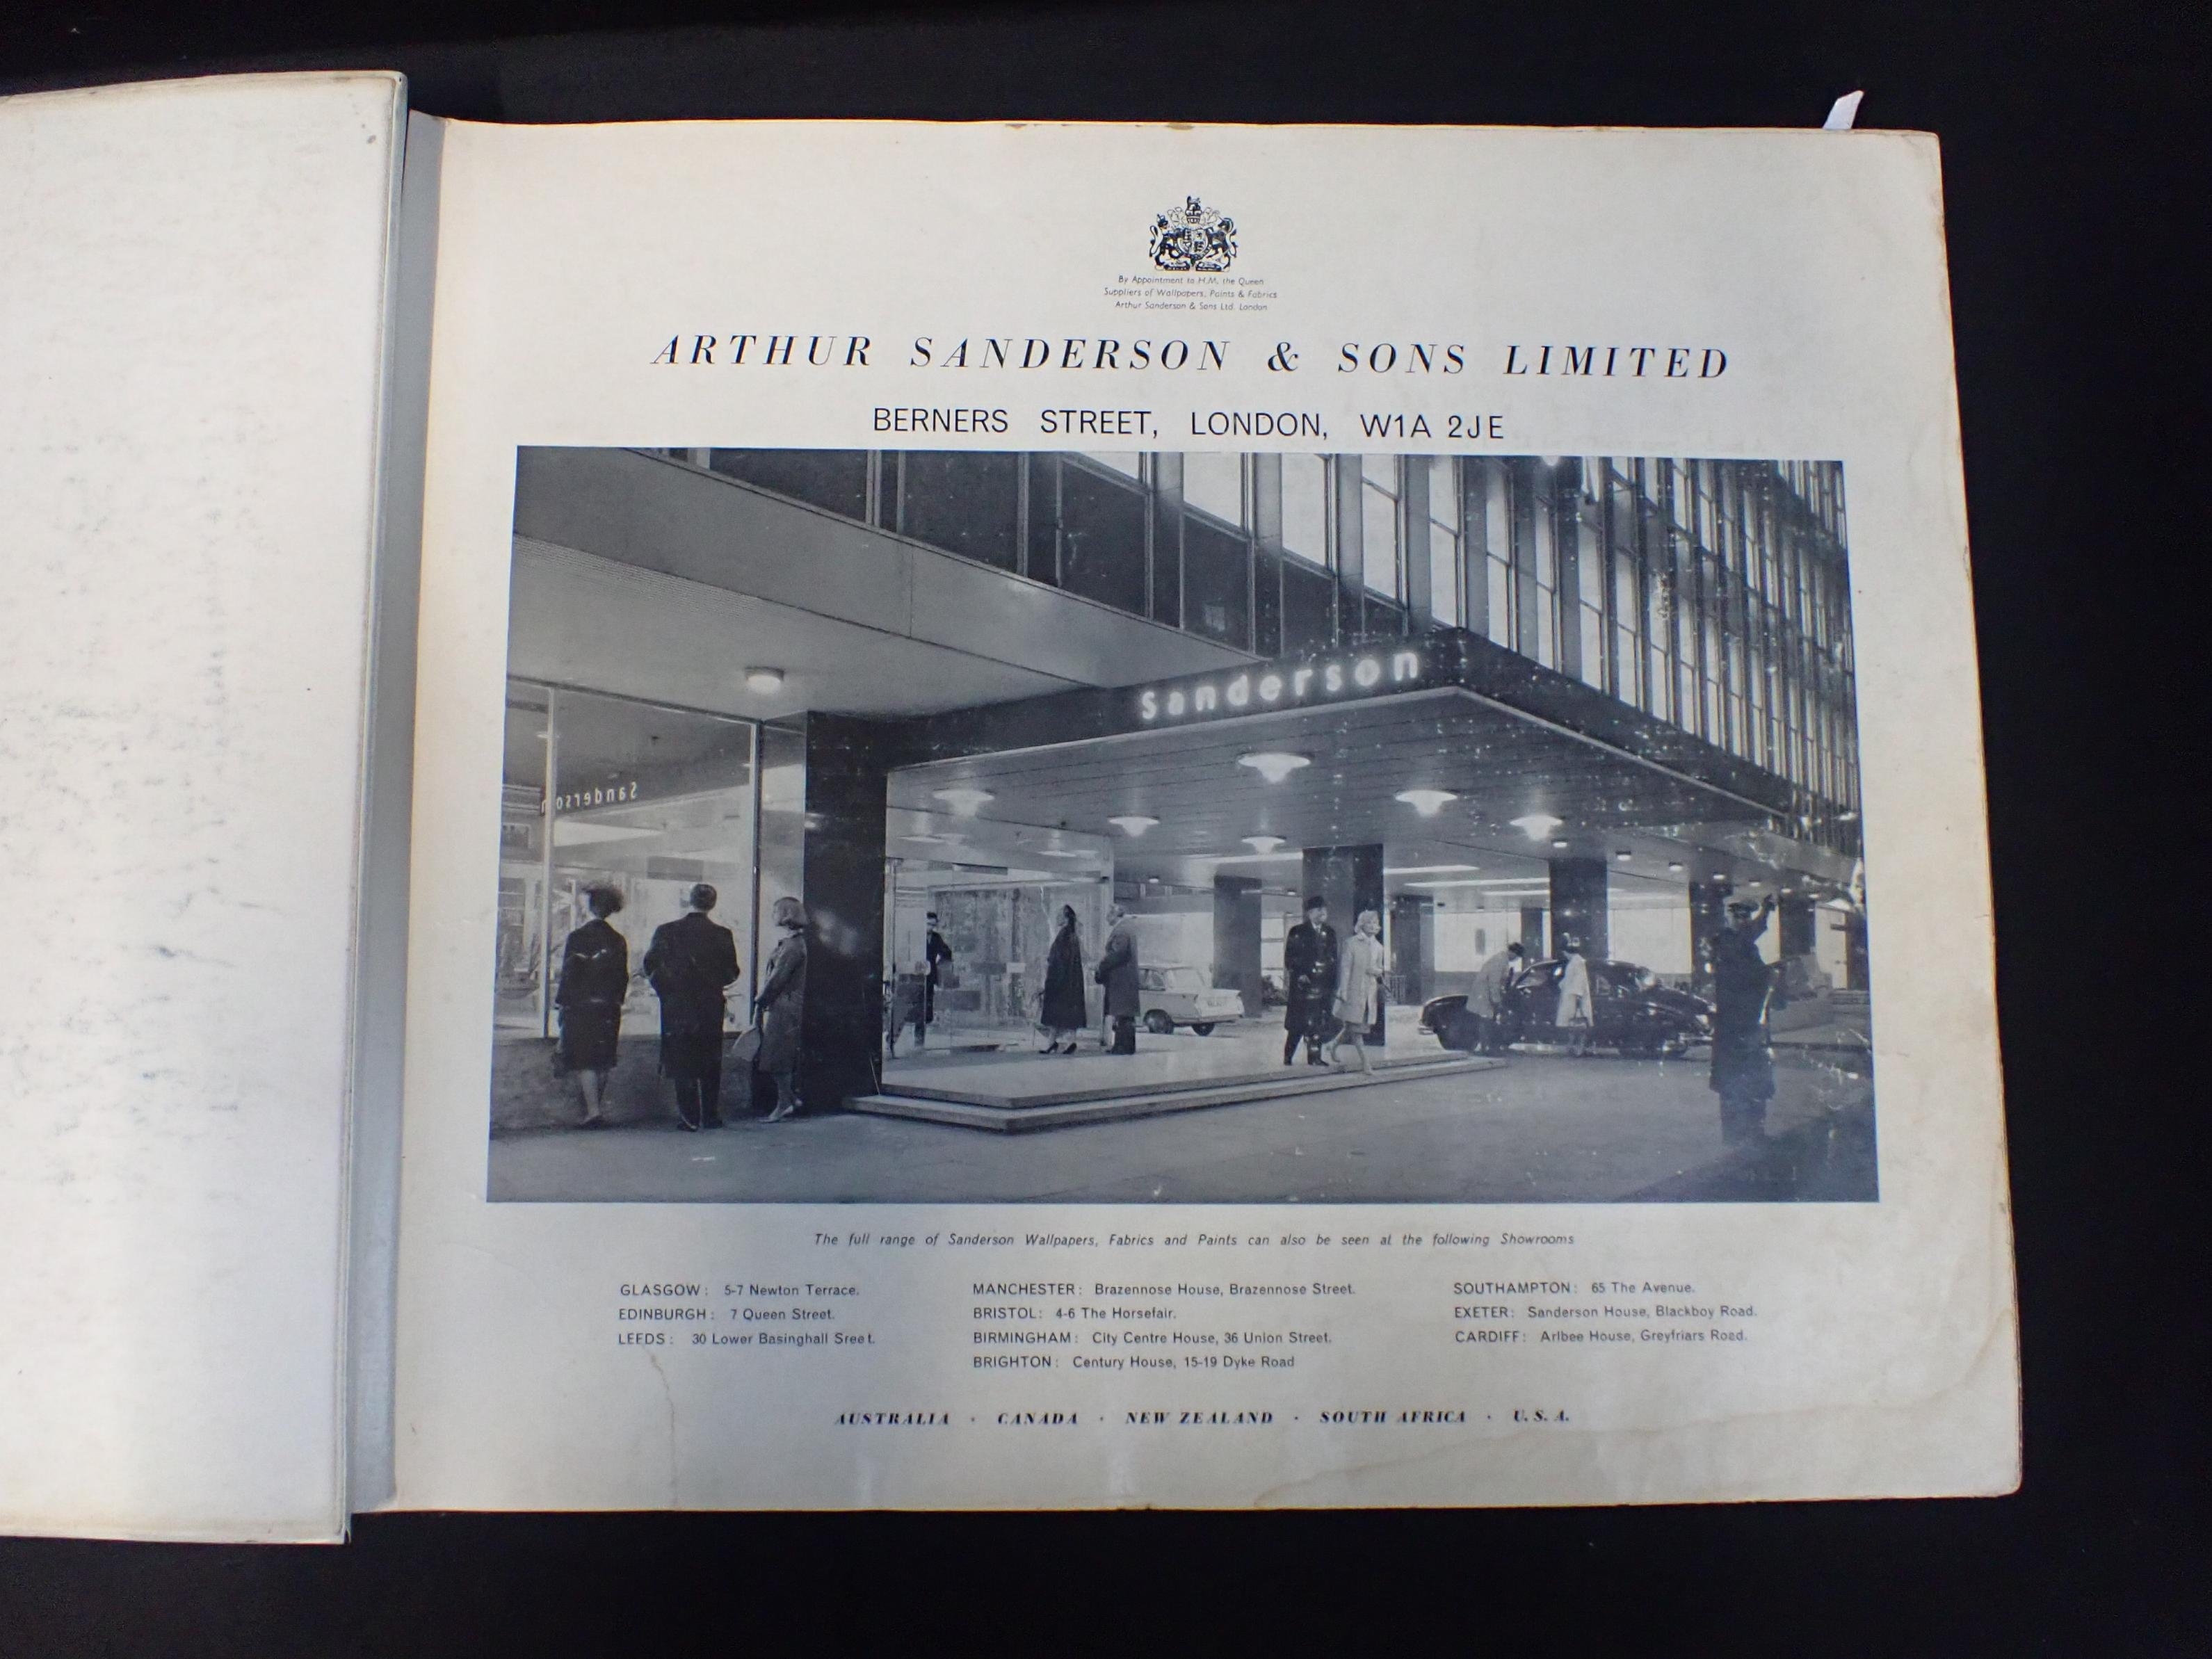 By Appointment to H.M. the Queen
Suppliers of Wallpapers, Paints & Fabrics
Arthur Sanderson & Sons Ltd. London
ARTHUR SANDERSON & SONS LIMITED
BERNERS STREET, LONDON, W1A 2JE
Sanderson
Sanderson
The full range of Sanderson Wallpapers, Fabrics and Paints can also be seen at the following Showrooms
GLASGOW: 5-7 Newton Terrace.
EDINBURGH: 7 Queen Street.
LEEDS: 30 Lower Basinghall Sreet.
MANCHESTER: Brazennose House, Brazennose Street.
BRISTOL: 4-6 The Horsefair.
BIRMINGHAM: City Centre House, 36 Union Street.
BRIGHTON: Century House, 15-19 Dyke Road
SOUTHAMPTON: 65 The Avenue.
EXETER: Sanderson House, Blackboy Road.
CARDIFF: Arlbee House, Greyfriars Road.
AUSTRALIA · CANADA · NEW ZEALAND · SOUTH AFRICA · U.S.A.